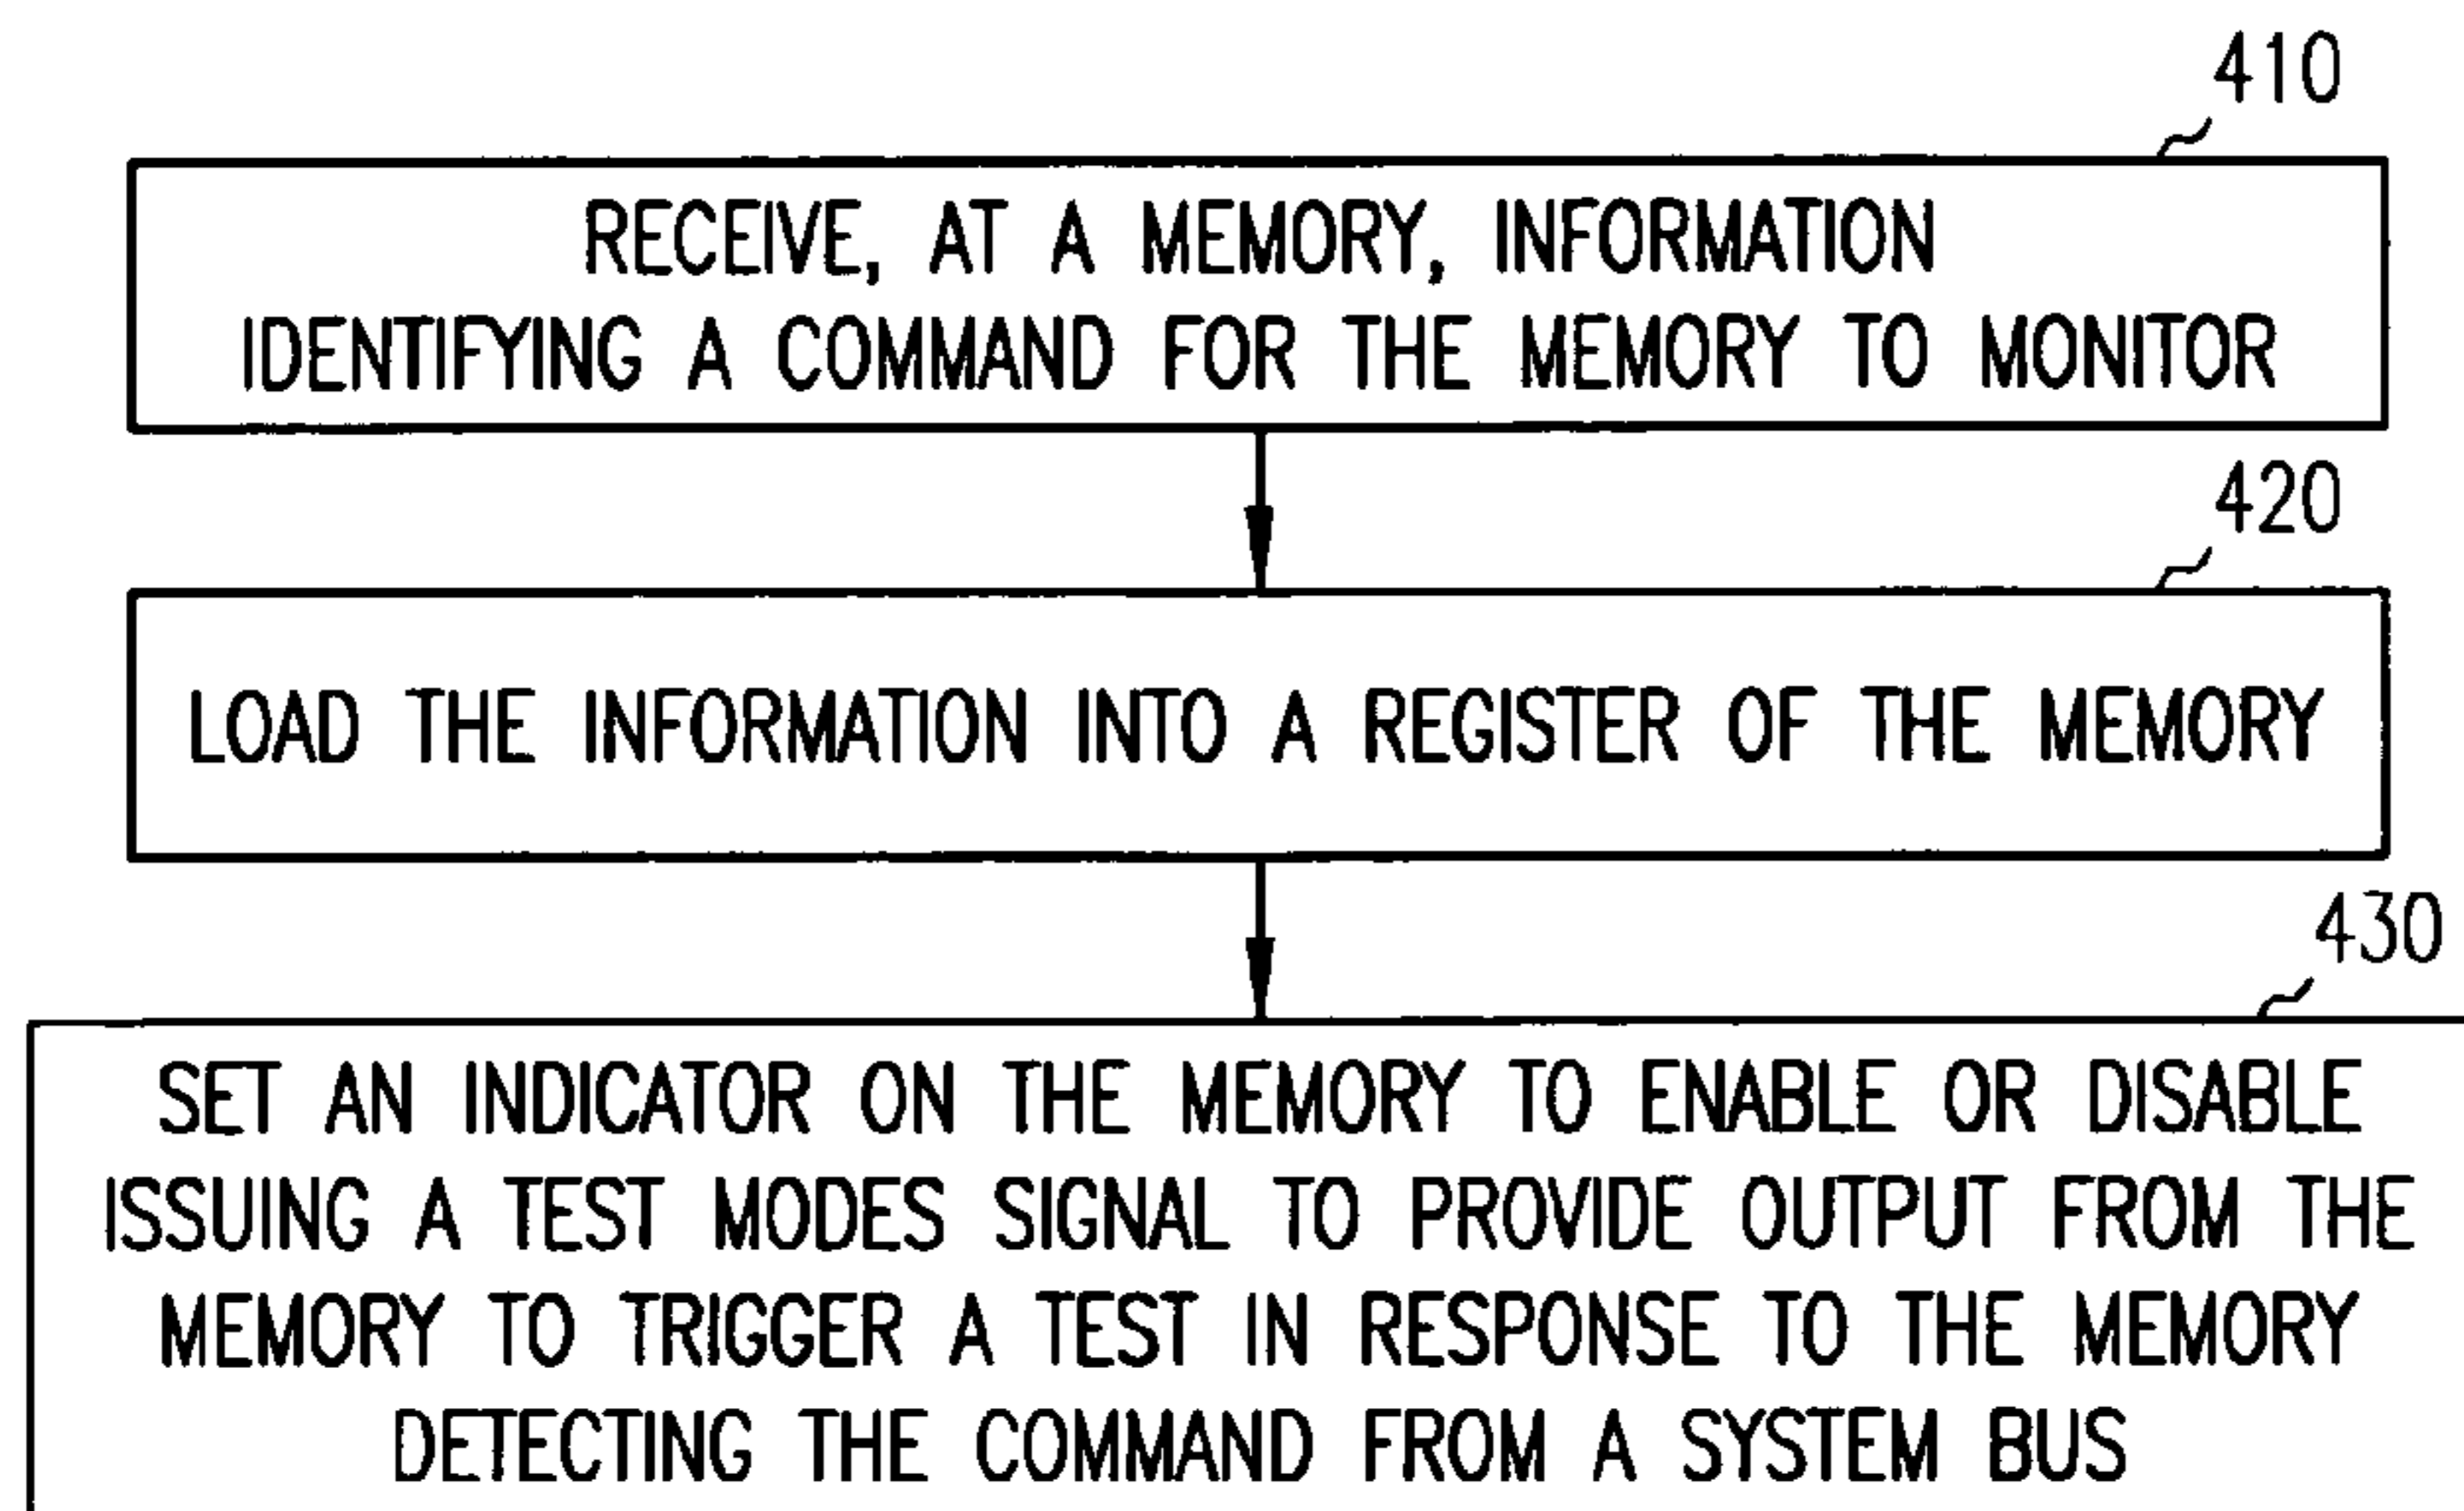 410
RECEIVE, AT A MEMORY, INFORMATION
IDENTIFYING A COMMAND FOR THE MEMORY TO MONITOR
420
LOAD THE INFORMATION INTO A REGISTER OF THE MEMORY
430
SET AN INDICATOR ON THE MEMORY TO ENABLE OR DISABLE
ISSUING A TEST MODES SIGNAL TO PROVIDE OUTPUT FROM THE
MEMORY TO TRIGGER A TEST IN RESPONSE TO THE MEMORY
DETECTING THE COMMAND FROM A SYSTEM BUS